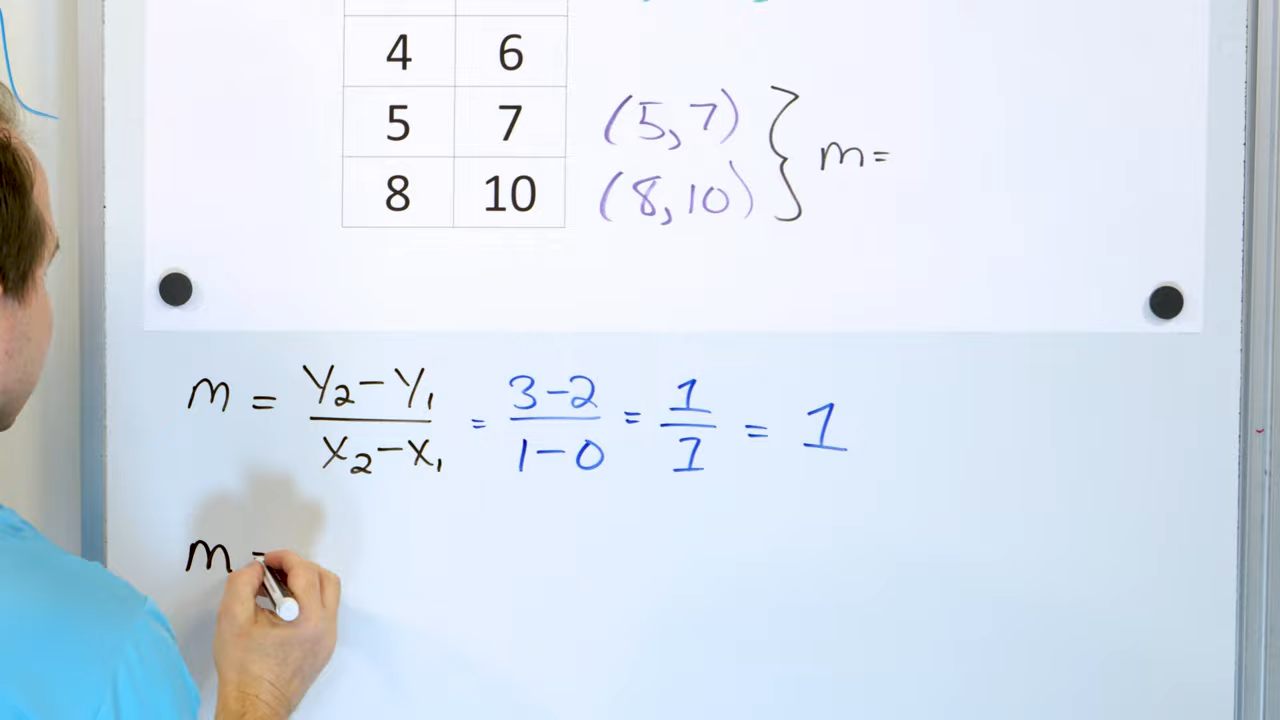 4 6
5 7 (5,7) } m=
8 10 (8,10)
m = Y₂-Y₁ / X₂-X₁ = 3-2 / 1-0 = 1/1 = 1
m =